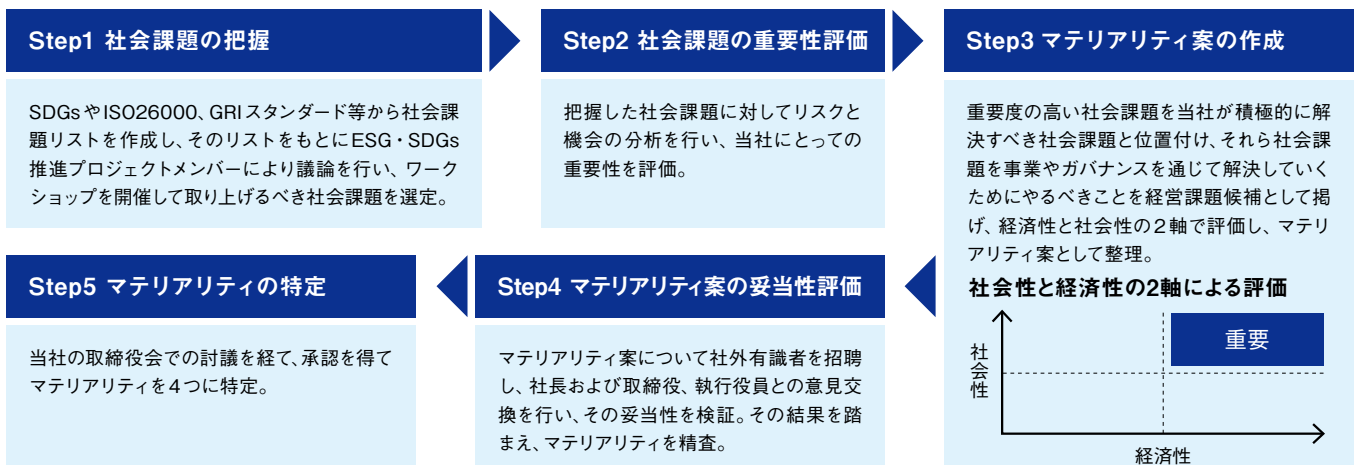 Step1 社会課題の把握
SDGsやISO26000、GRIスタンダード等から社会課
題リストを作成し、そのリストをもとにESG・SDGs
推進プロジェクトメンバーにより議論を行い、ワーク
ショップを開催して取り上げるべき社会課題を選定。
Step2 社会課題の重要性評価
把握した社会課題に対してリスクと
機会の分析を行い、当社にとっての
重要性を評価。
Step3 マテリアリティ案の作成
重要度の高い社会課題を当社が積極的に解
決すべき社会課題と位置付け、それら社会課
題を事業やガバナンスを通じて解決していく
ためにやるべきことを経営課題候補として掲
げ、経済性と社会性の2軸で評価し、マテリ
アリティ案として整理。
社会性と経済性の2軸による評価
重要
社会性
経済性
Step4 マテリアリティ案の妥当性評価
マテリアリティ案について社外有識者を招聘
し、社長および取締役、執行役員との意見交
換を行い、その妥当性を検証。その結果を踏
まえ、マテリアリティを精査。
Step5 マテリアリティの特定
当社の取締役会での討議を経て、承認を得て
マテリアリティを4つに特定。